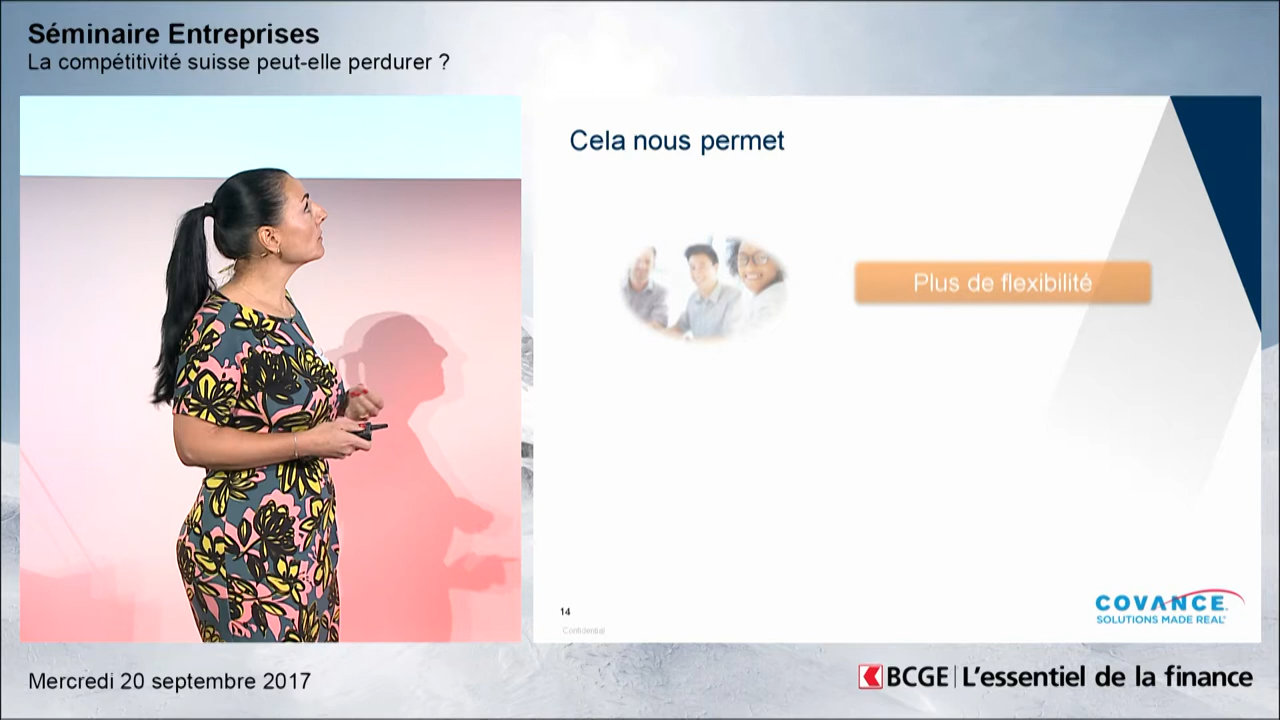 Séminaire Entreprises
La compétitivité suisse peut-elle perdurer ?
Cela nous permet
Plus de flexibilité
14
Confidential
COVANCE
SOLUTIONS MADE REAL
Mercredi 20 septembre 2017
BCGE | L'essentiel de la finance